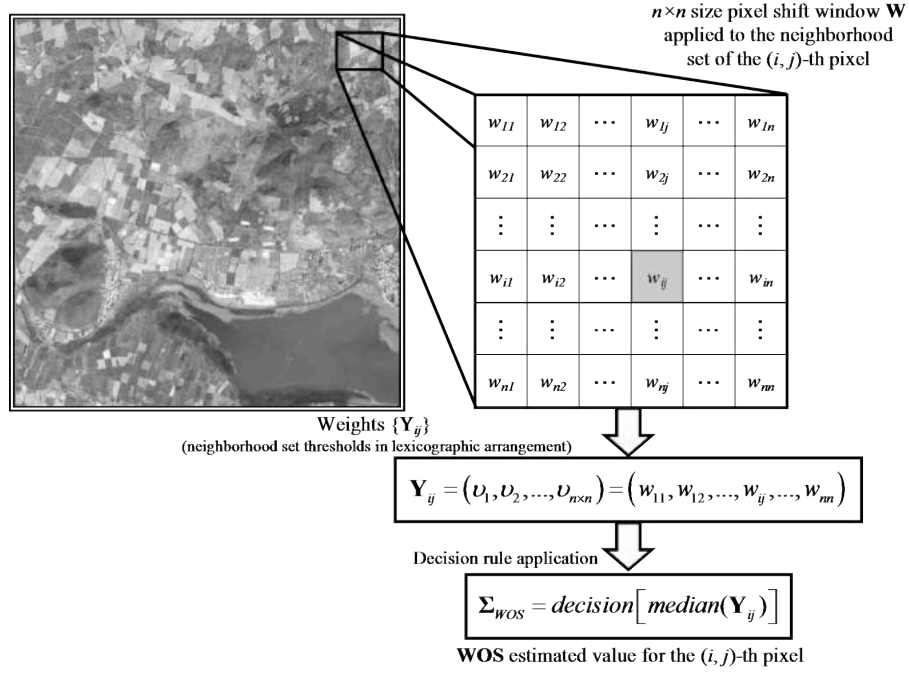 n×n size pixel shift window W
applied to the neighborhood
set of the (i, j)-th pixel
w11 w12 ⋯ w1j ⋯ w1n
w21 w22 ⋯ w2j ⋯ w2n
⋮ ⋮ ⋯ ⋮ ⋯ ⋮
wi1 wi2 ⋯ wij ⋯ win
⋮ ⋮ ⋯ ⋮ ⋯ ⋮
wn1 wn2 ⋯ wnj ⋯ wnn
Weights {Yij}
(neighborhood set thresholds in lexicographic arrangement)
Yij = (υ1, υ2, ..., υn×n) = (w11, w12, ..., wij, ..., wnn)
Decision rule application
ΣWOS = decision[median(Yij)]
WOS estimated value for the (i, j)-th pixel